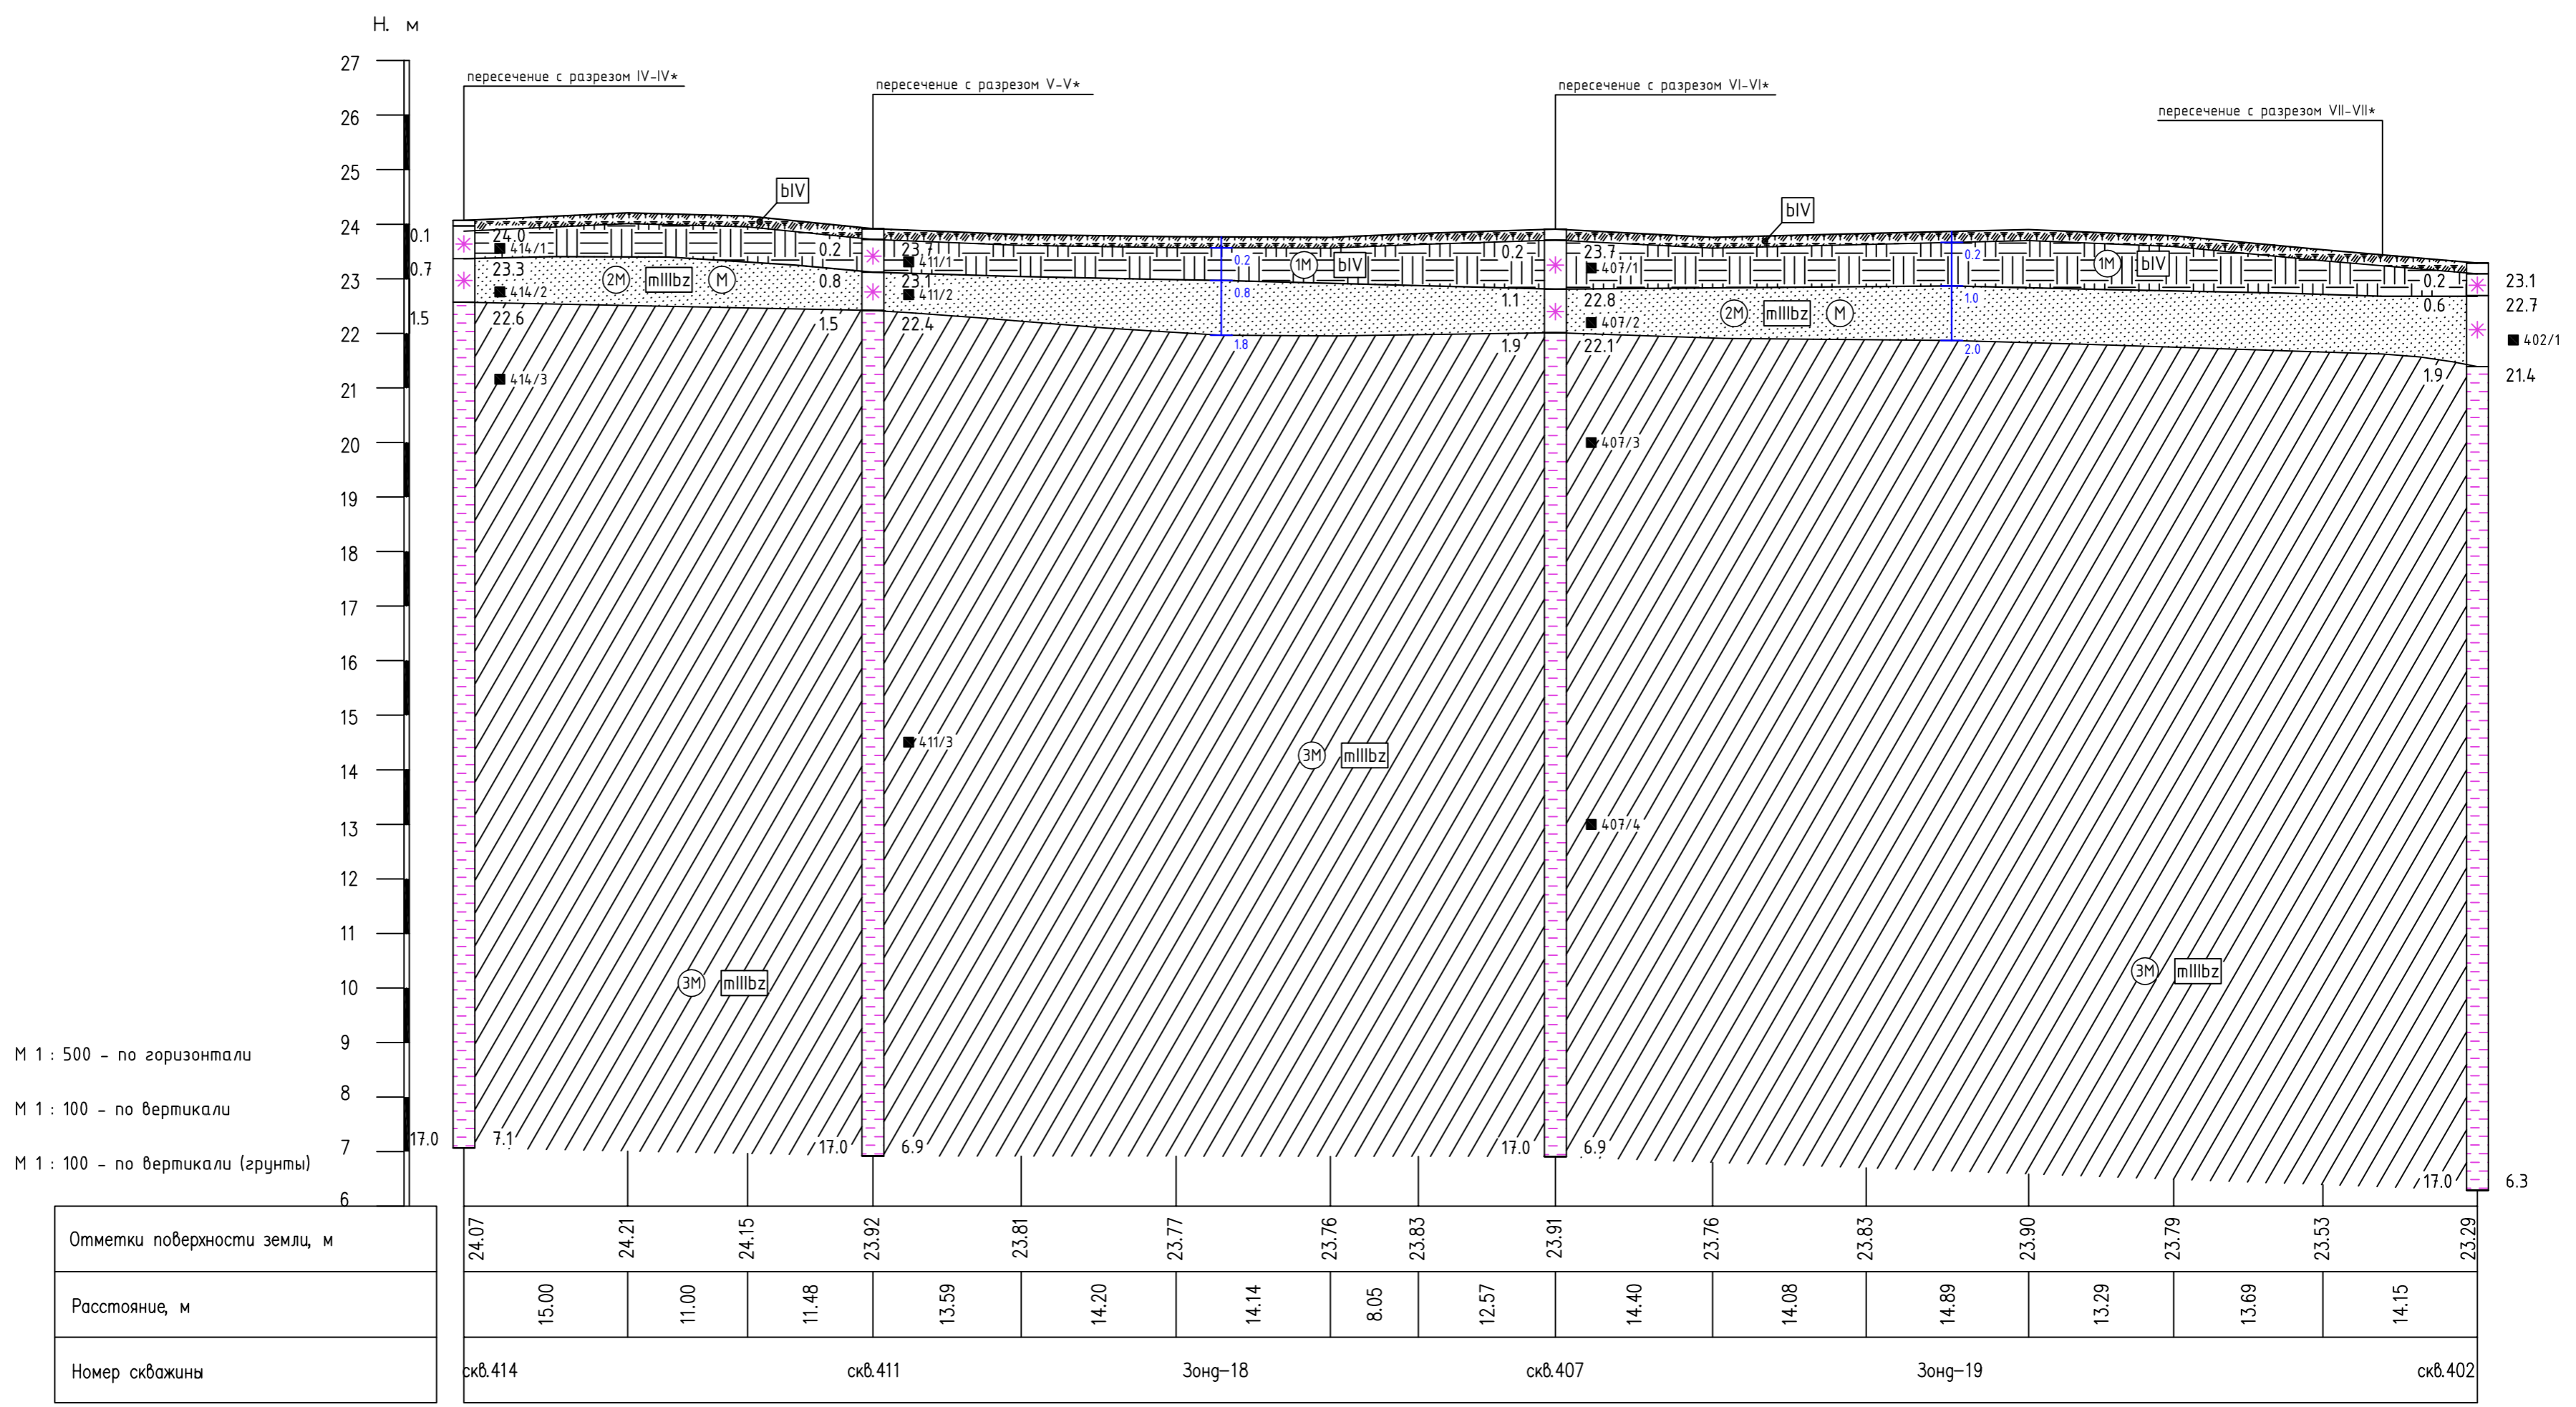 Н. м
27
26
25
24
23
22
21
20
19
18
17
16
15
14
13
12
11
10
9
8
7
6
пересечение с разрезом IV-IV*
пересечение с разрезом V-V*
пересечение с разрезом VI-VI*
пересечение с разрезом VII-VII*
bIV
bIV
0.1
24.0
414/1
0.2
23.7
411/1
0.2
1М
bIV
0.2
23.7
407/1
0.2
1М
bIV
0.2
23.1
0.7
23.3
414/2
2М
mIIIbz
М
0.8
23.1
411/2
0.8
1.1
22.8
407/2
2М
mIIIbz
М
1.0
0.6
22.7
402/1
1.5
22.6
1.5
22.4
1.8
1.9
22.1
2.0
1.9
21.4
414/3
407/3
411/3
3М
mIIIbz
407/4
3М
mIIIbz
3М
mIIIbz
17.0
7.1
17.0
6.9
17.0
6.9
17.0
6.3
М 1 : 500 - по горизонтали
М 1 : 100 - по вертикали
М 1 : 100 - по вертикали (грунты)
Отметки поверхности земли, м
24.07 24.21 24.15 23.92 23.81 23.77 23.76 23.83 23.91 23.76 23.83 23.90 23.79 23.53 23.29
Расстояние, м
15.00 11.00 11.48 13.59 14.20 14.14 8.05 12.57 14.40 14.08 14.89 13.29 13.69 14.15
Номер скважины
скв.414 скв.411 Зонд-18 скв.407 Зонд-19 скв.402